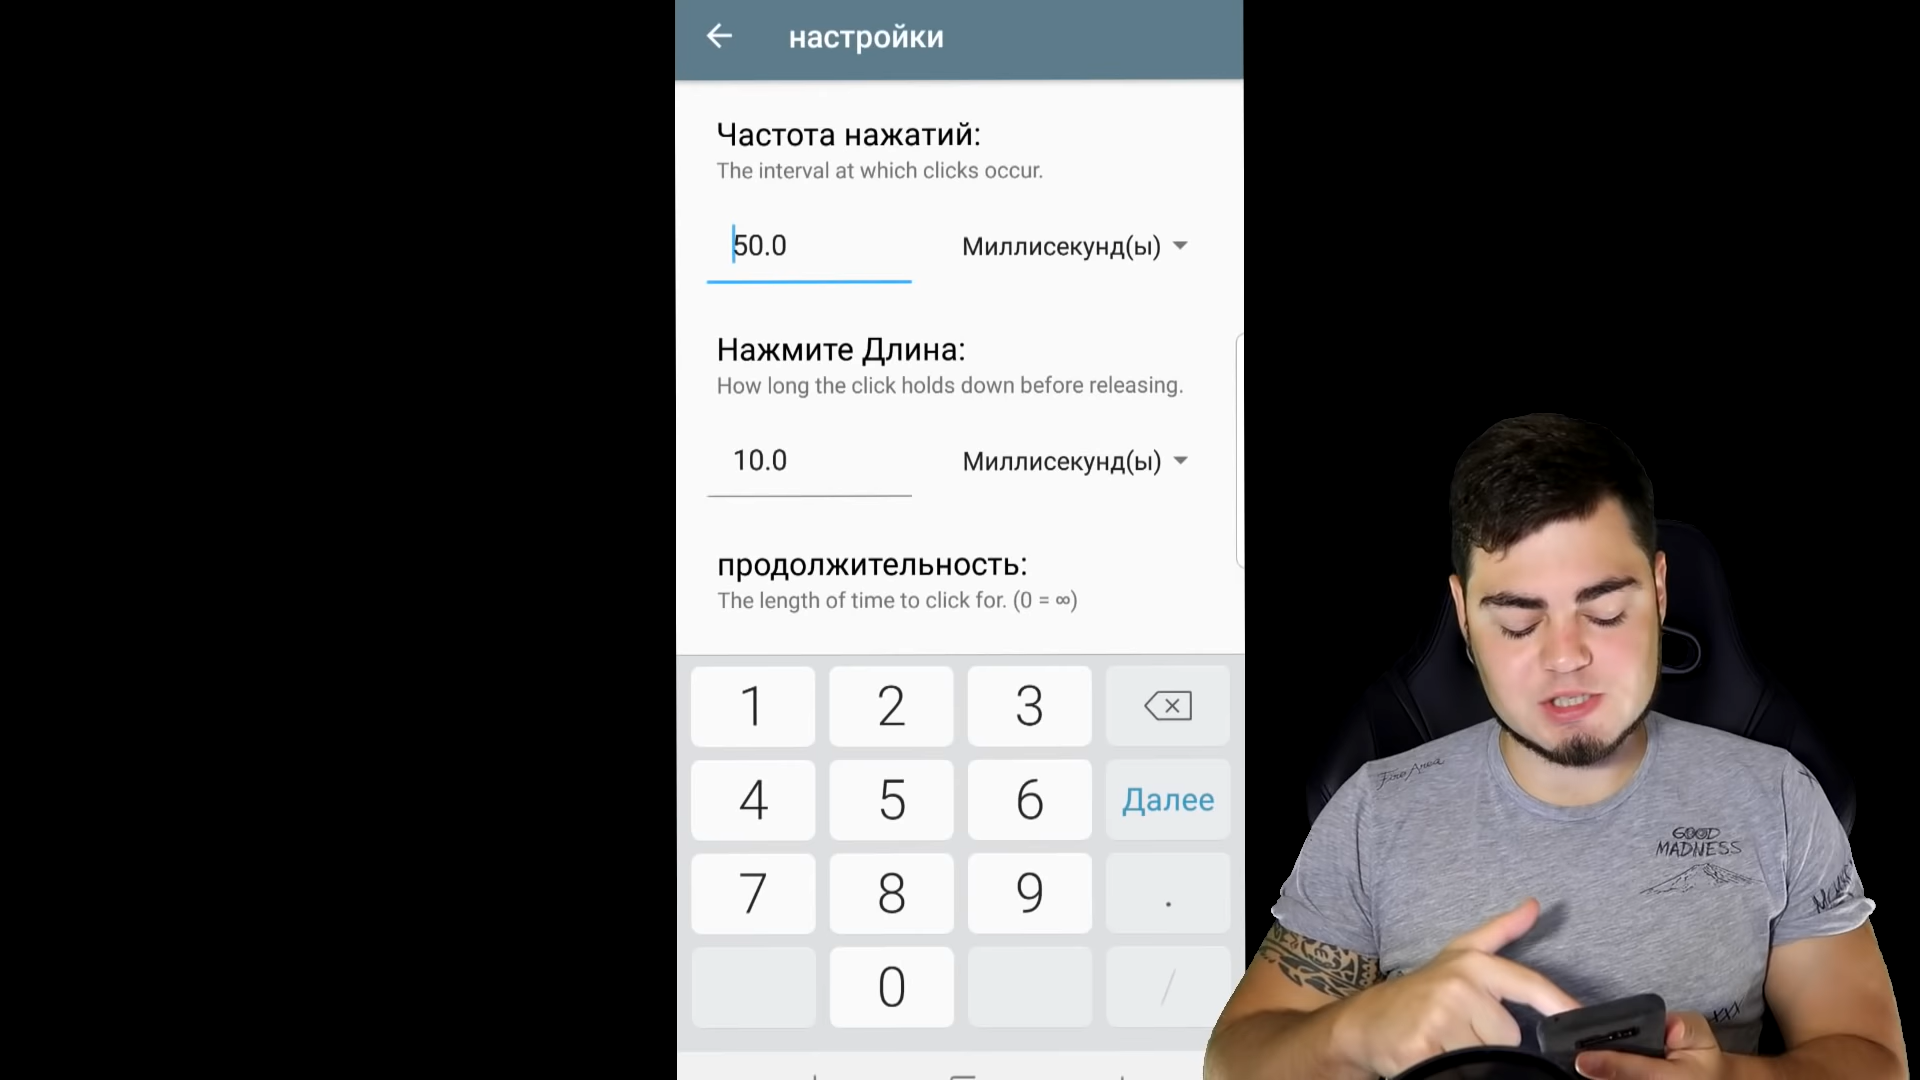 настройки
Частота нажатий:
The interval at which clicks occur.
50.0 Миллисекунд(ы)
Нажмите Длина:
How long the click holds down before releasing.
10.0 Миллисекунд(ы)
продолжительность:
The length of time to click for. (0 = ∞)
1 2 3
4 5 6 Далее
7 8 9 .
0 /
Fire Area
GOOD
MADNESS